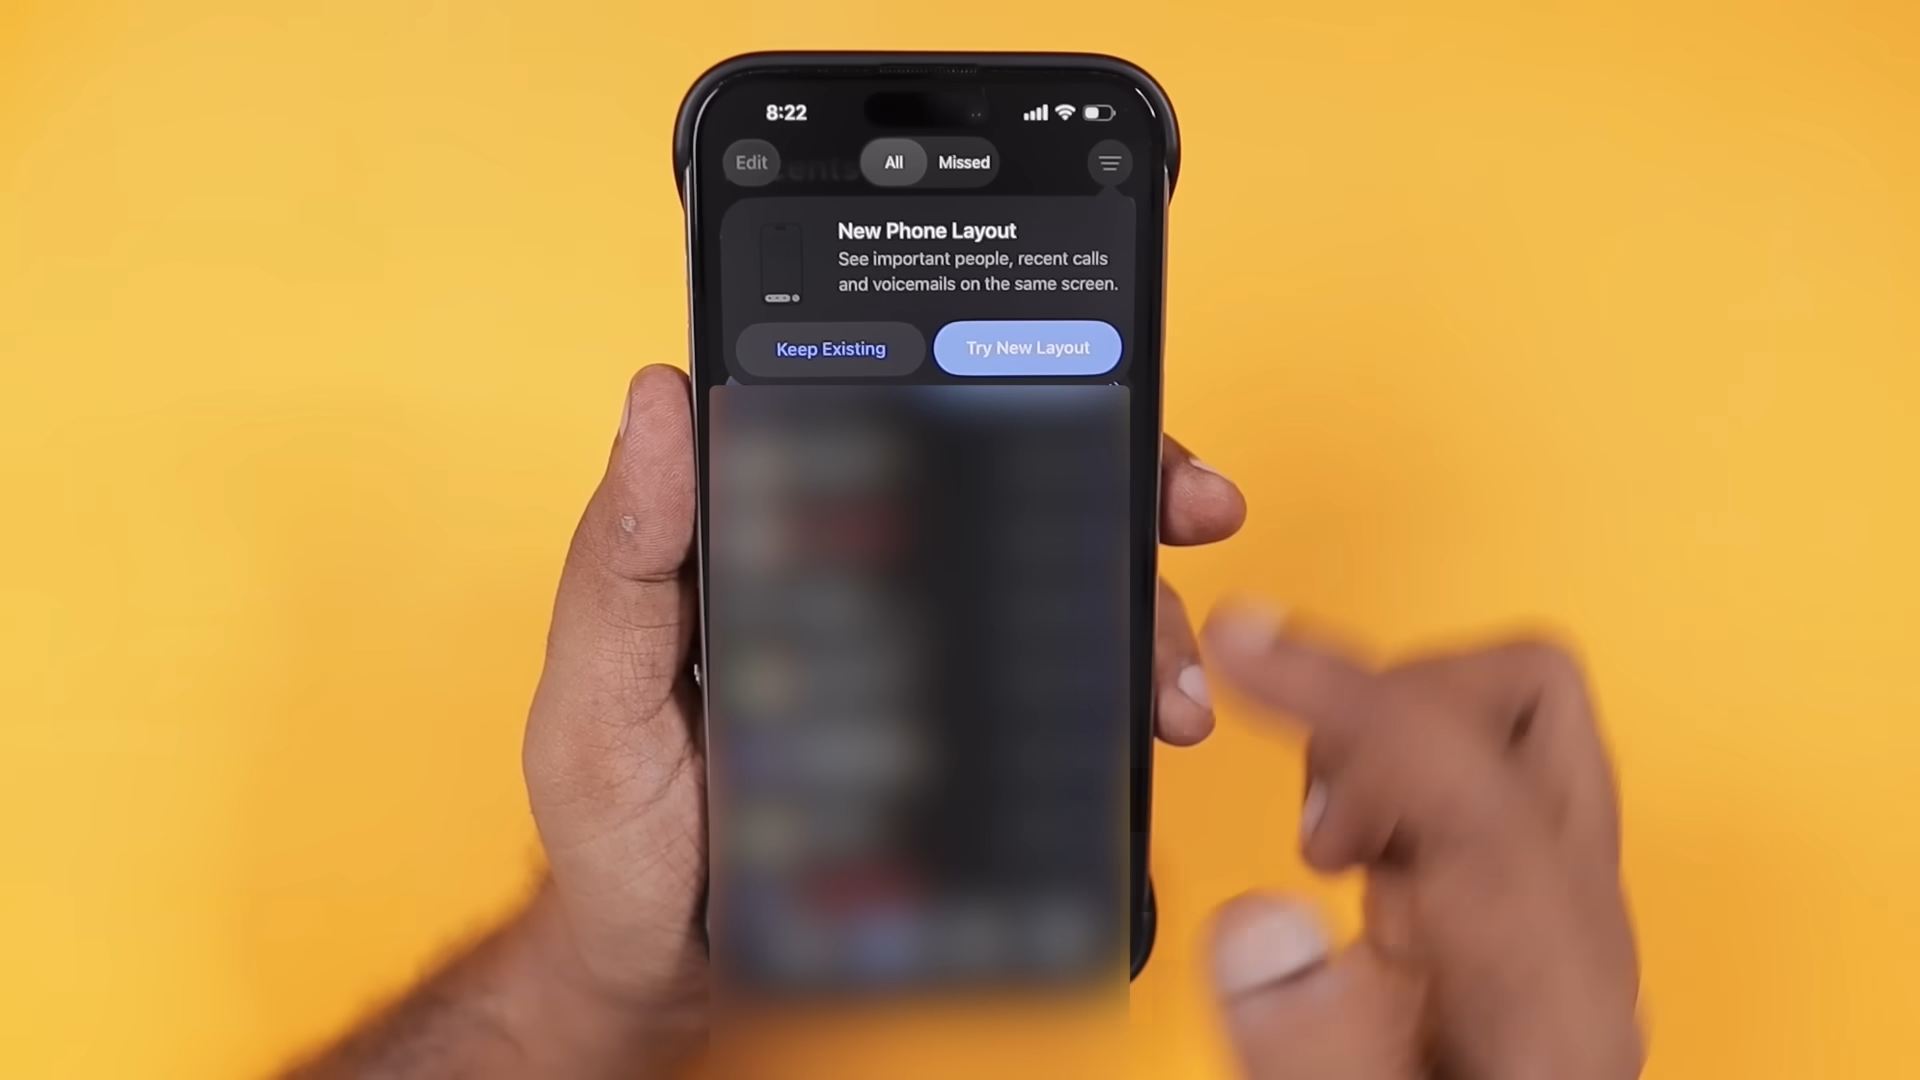 8:22
Edit
All
Missed
New Phone Layout
See important people, recent calls
and voicemails on the same screen.
Keep Existing
Try New Layout